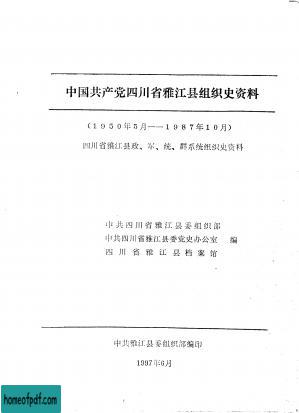 中国共产党四川省雅江县组织史资料
(1950年5月——1987年10月)
四川省雅江县政、军、统、群系统组织史资料
中共四川省雅江县委组织部
中共四川省雅江县委党史办公室 编
四川省雅江县档案馆
中共雅江县委组织部编印
1997年6月
homeofpdf.com
homeofpdf.com